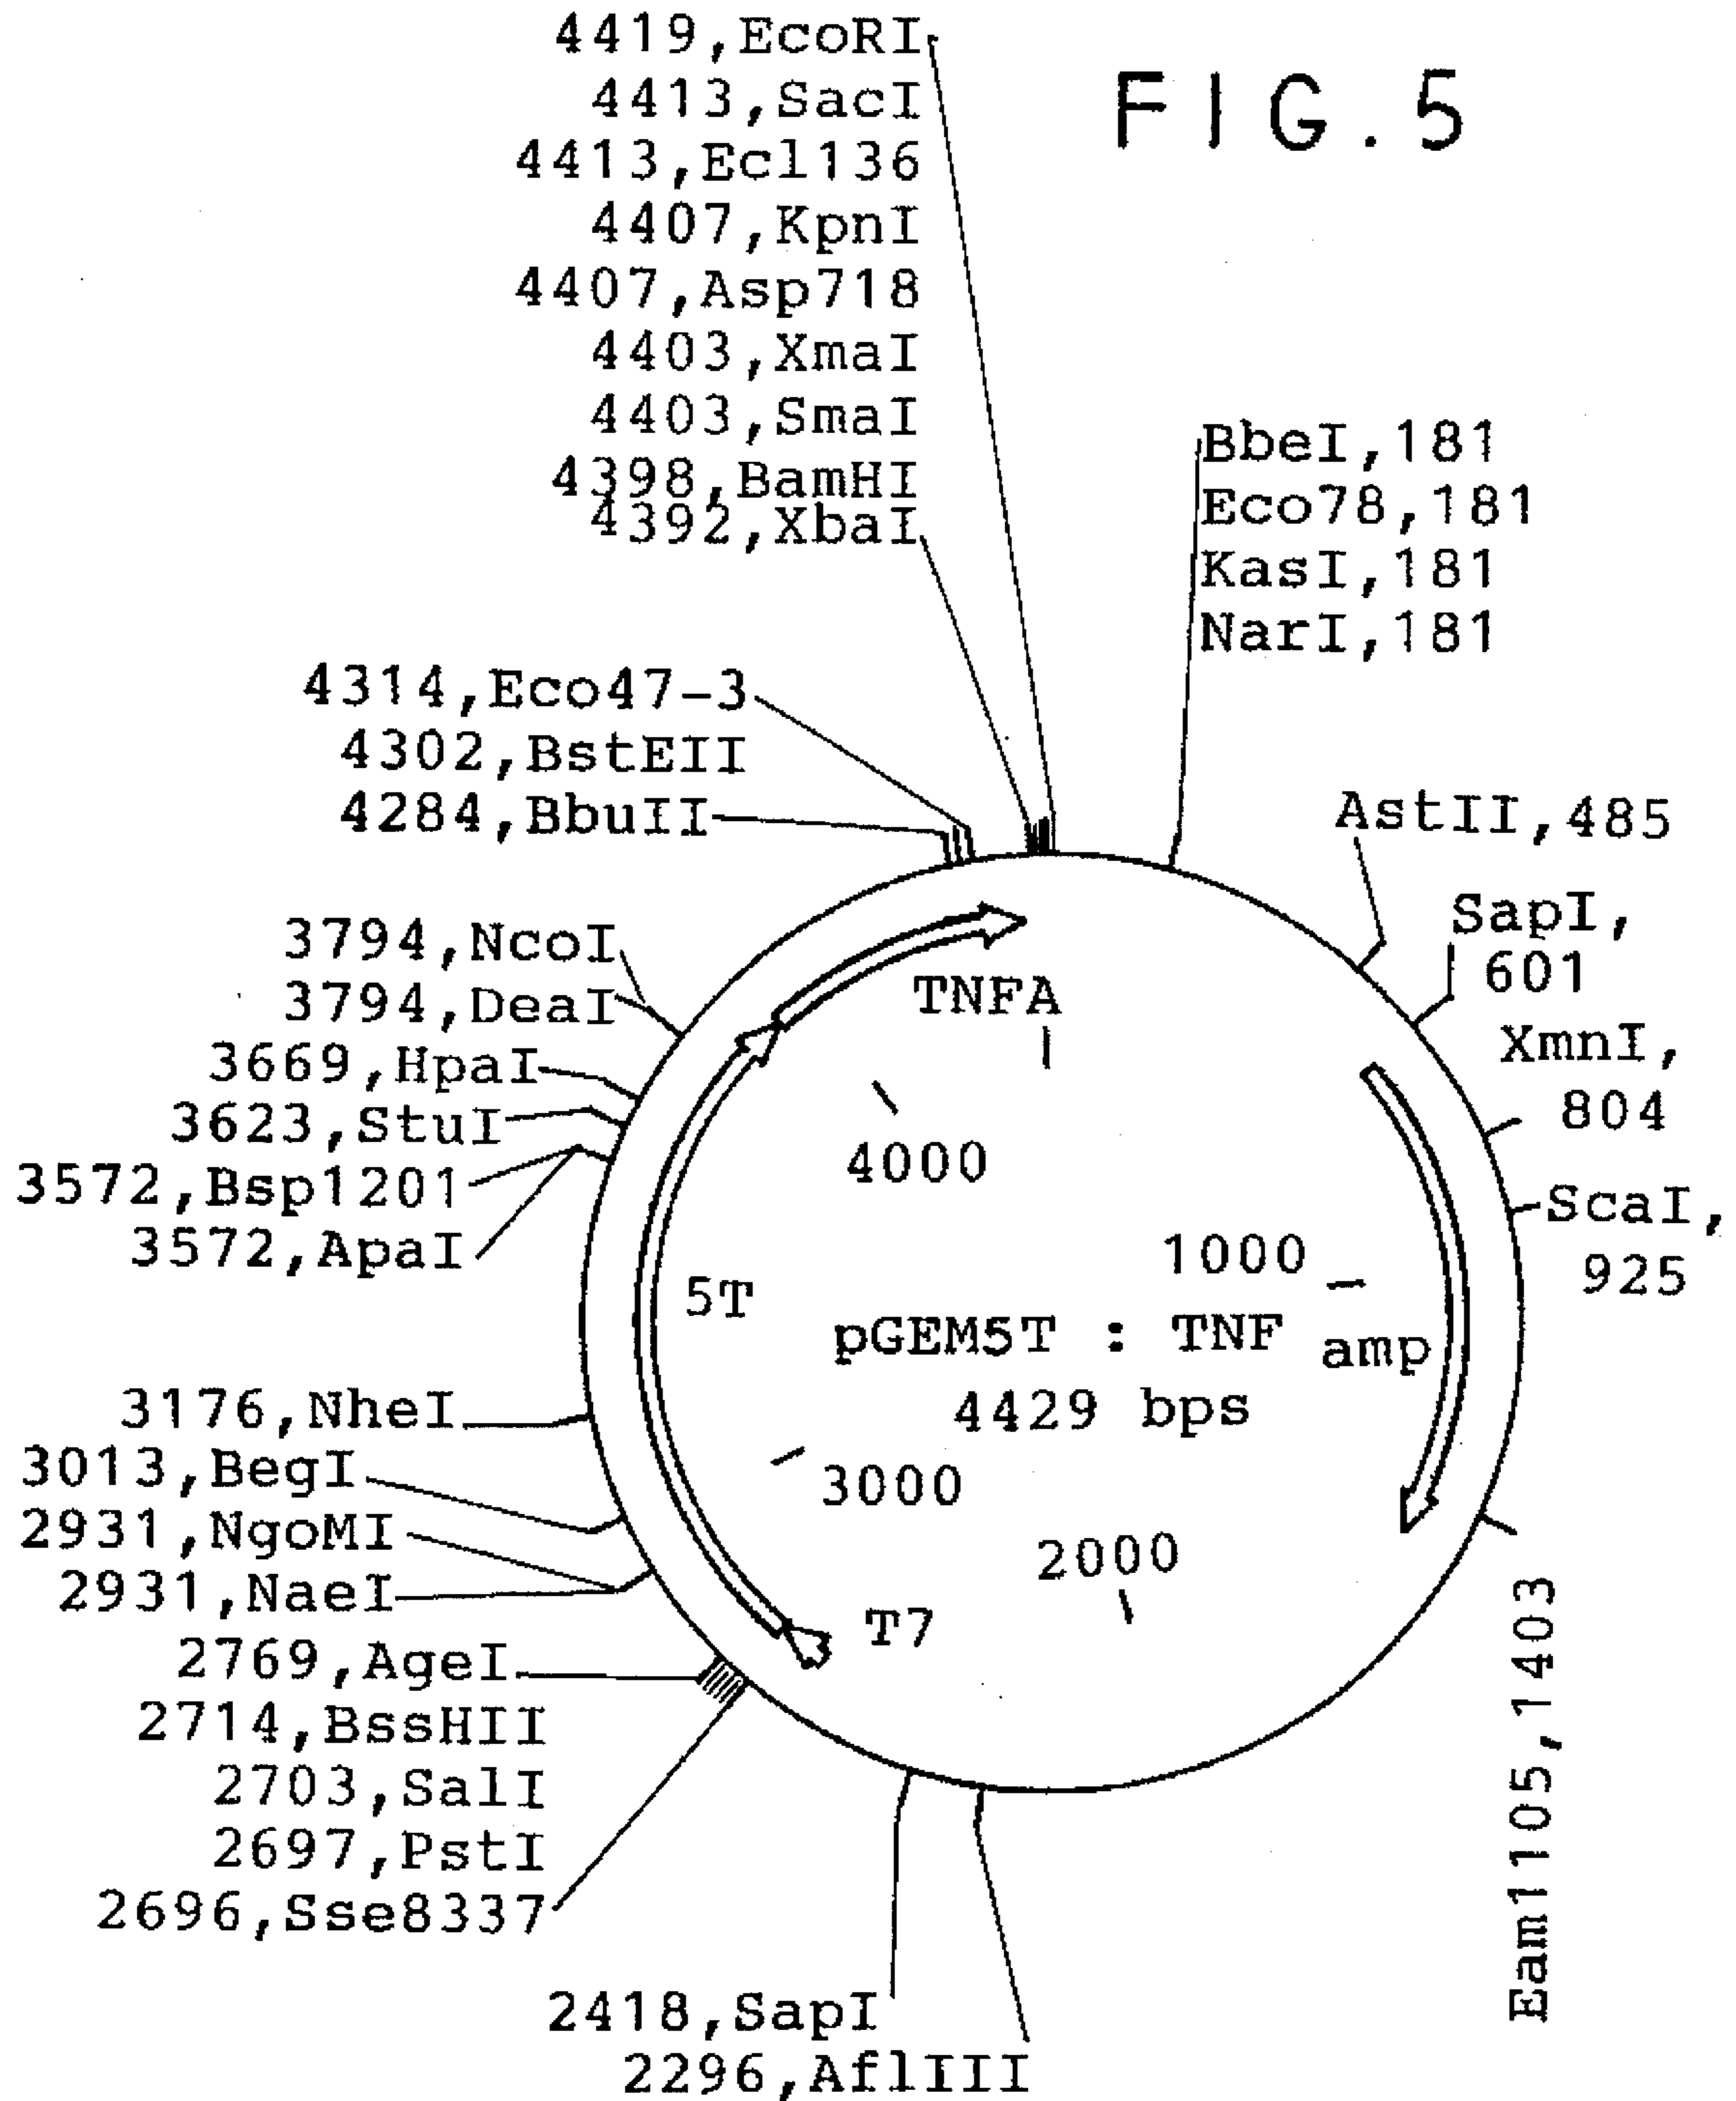 FIG.5
4419,EcoRI
4413,SacI
4413,Ecl136
4407,KpnI
4407,Asp718
4403,XmaI
4403,SmaI
4398,BamHI
4392,XbaI
BbeI,181
Eco78,181
KasI,181
NarI,181
4314,Eco47-3
4302,BstEII
4284,BbuII
AstII,485
SapI,
601
XmnI,
804
ScaI,
925
3794,NcoI
3794,DeaI
3669,HpaI
3623,StuI
3572,Bsp1201
3572,ApaI
TNFA
4000
1000
5T
pGEM5T : TNF
amp
4429 bps
3000
2000
T7
3176,NheI
3013,BegI
2931,NgoMI
2931,NaeI
2769,AgeI
2714,BssHII
2703,SalI
2697,PstI
2696,Sse8337
2418,SapI
2296,AflIII
Eam1105,1403